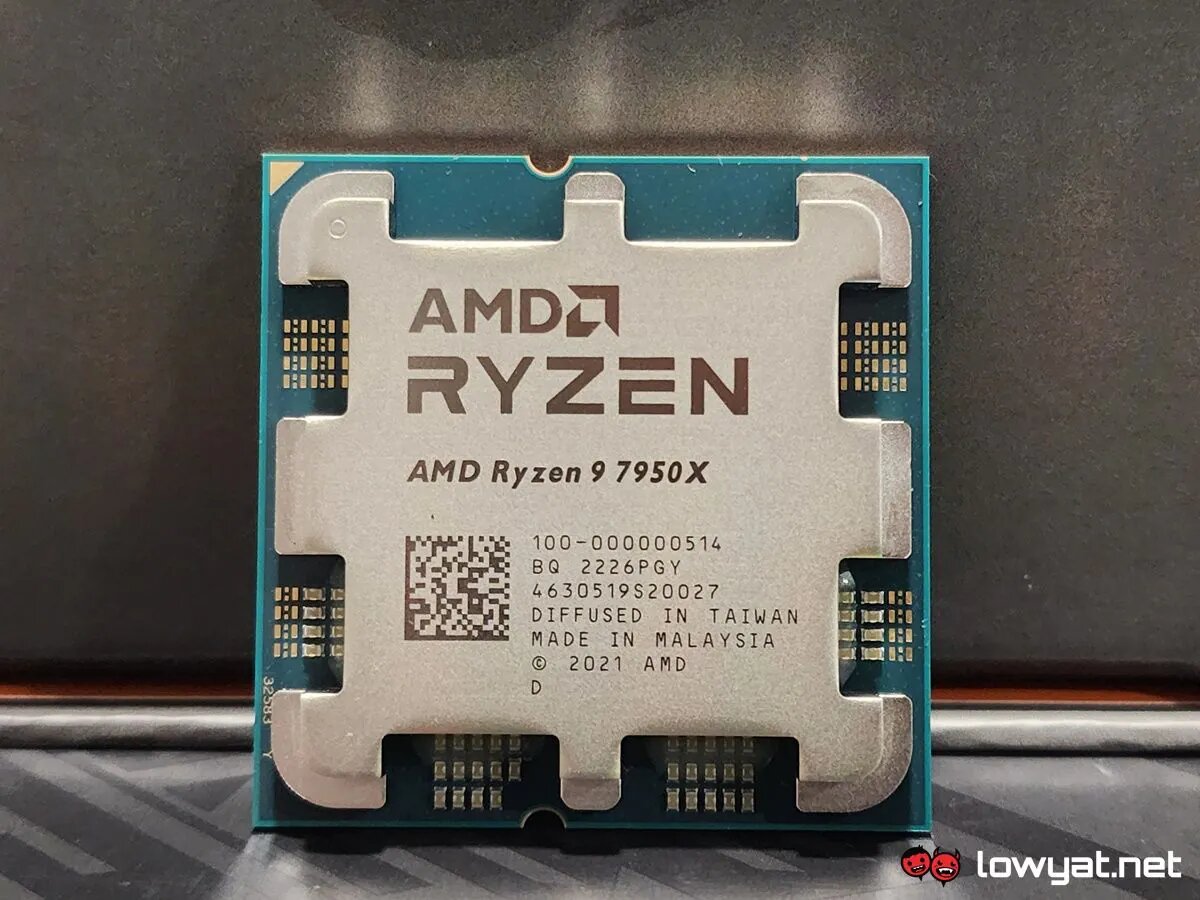 AMD
RYZEN
AMD Ryzen 9 7950X
100-000000514
BQ 2226PGY
4630519S20027
DIFFUSED IN TAIWAN
MADE IN MALAYSIA
© 2021 AMD
D
32583 Y
lowyat.net